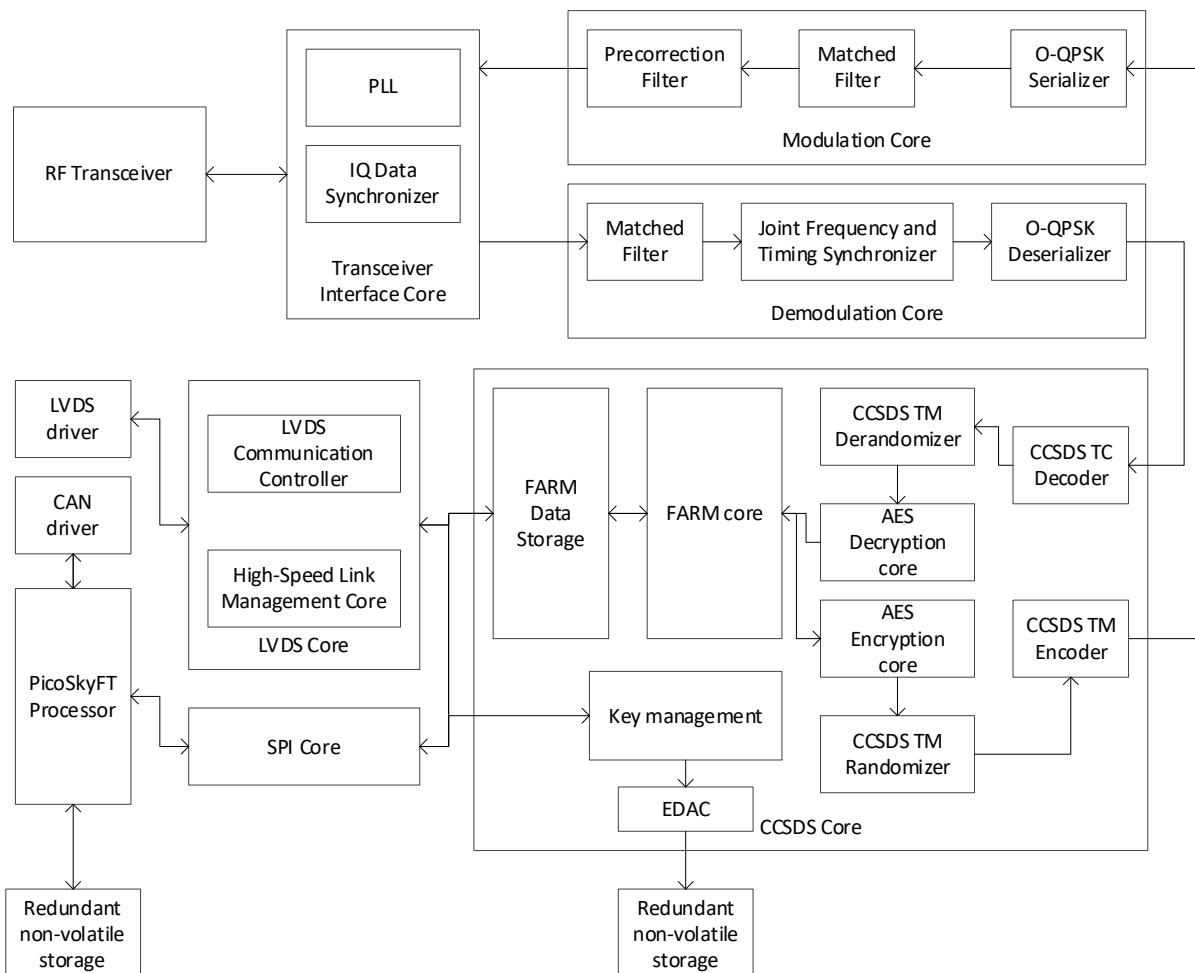 PLL
Precorrection
Filter
Matched
Filter
O-QPSK
Serializer
Modulation Core
RF Transceiver
IQ Data
Synchronizer
Transceiver
Interface Core
Matched
Filter
Joint Frequency and
Timing Synchronizer
O-QPSK
Deserializer
Demodulation Core
LVDS
driver
CAN
driver
PicoSkyFT
Processor
LVDS
Communication
Controller
High-Speed Link
Management Core
LVDS Core
SPI Core
FARM
Data
Storage
FARM core
CCSDS TM
Derandomizer
CCSDS TC
Decoder
AES
Decryption
core
AES
Encryption
core
CCSDS TM
Encoder
CCSDS TM
Randomizer
Key management
EDAC
CCSDS Core
Redundant
non-volatile
storage
Redundant
non-volatile
storage